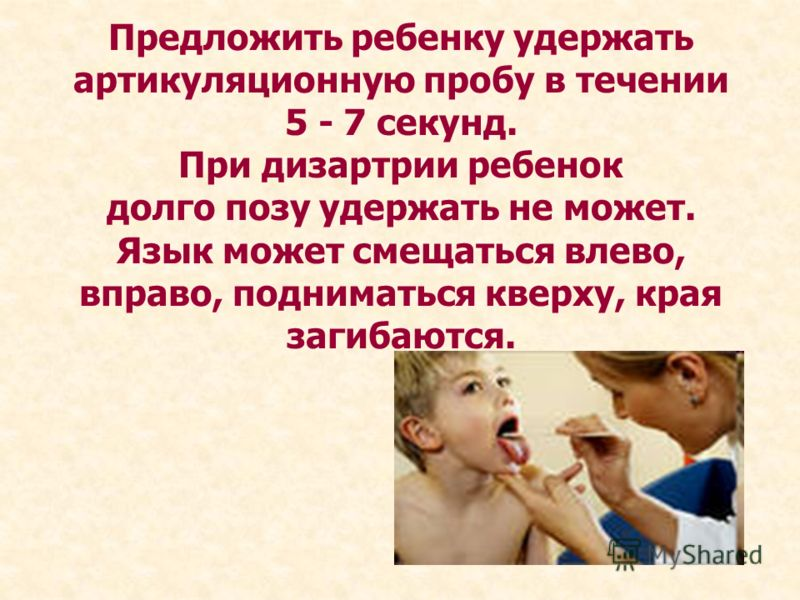 Предложить ребенку удержать
артикуляционную пробу в течении
5 - 7 секунд.
При дизартрии ребенок
долго позу удержать не может.
Язык может смещаться влево,
вправо, подниматься кверху, края
загибаются.
MyShared